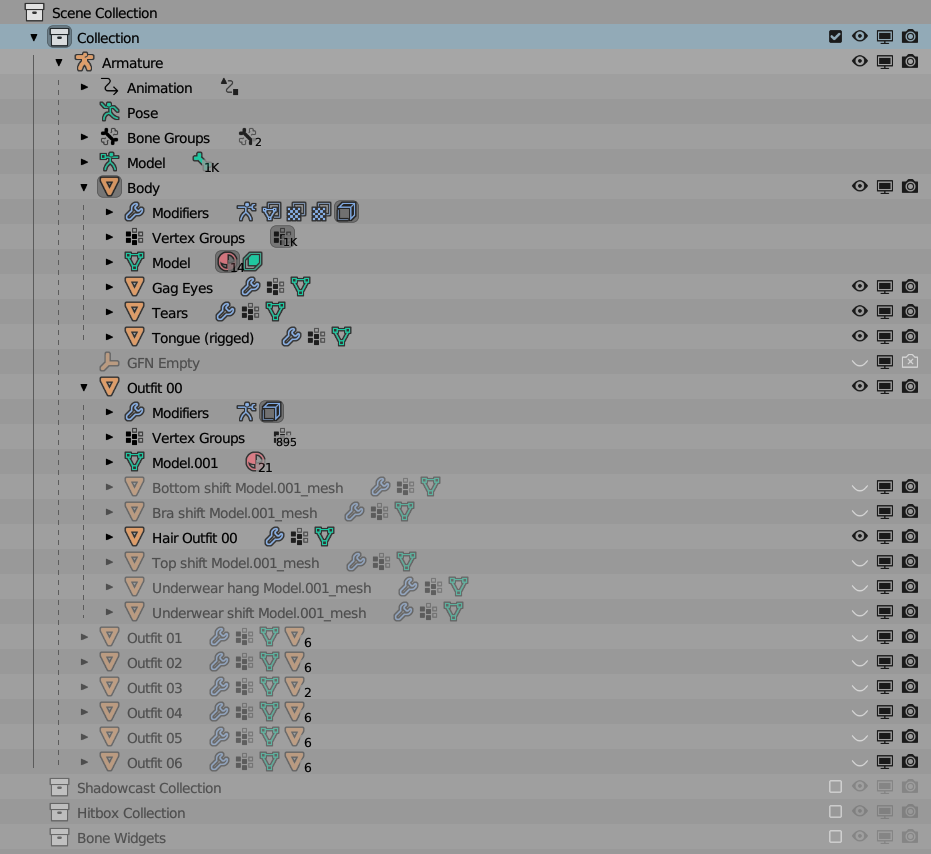 Scene Collection
Collection
Armature
Animation
Pose
Bone Groups 2
Model 1K
Body
Modifiers
Vertex Groups 1K
Model 14
Gag Eyes
Tears
Tongue (rigged)
GFN Empty
Outfit 00
Modifiers
Vertex Groups 895
Model.001 21
Bottom shift Model.001_mesh
Bra shift Model.001_mesh
Hair Outfit 00
Top shift Model.001_mesh
Underwear hang Model.001_mesh
Underwear shift Model.001_mesh
Outfit 01 6
Outfit 02 6
Outfit 03 2
Outfit 04 6
Outfit 05 6
Outfit 06 6
Shadowcast Collection
Hitbox Collection
Bone Widgets